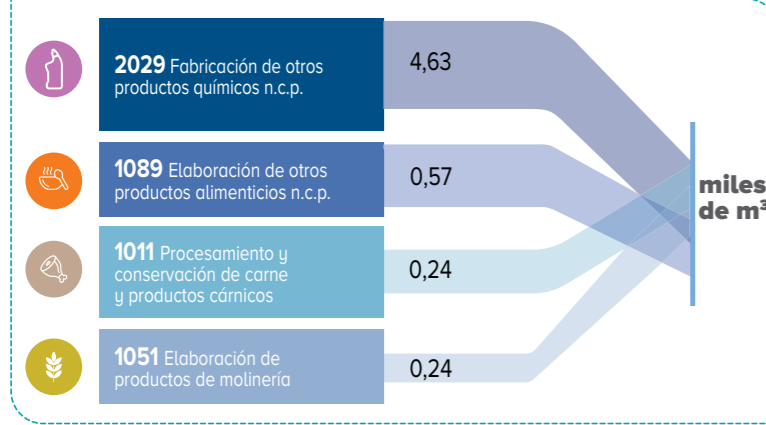 2029 Fabricación de otros
productos químicos n.c.p.
4,63
1089 Elaboración de otros
productos alimenticios n.c.p.
0,57
1011 Procesamiento y
conservación de carne
y productos cárnicos
0,24
1051 Elaboración de
productos de molinería
0,24
miles
de m³